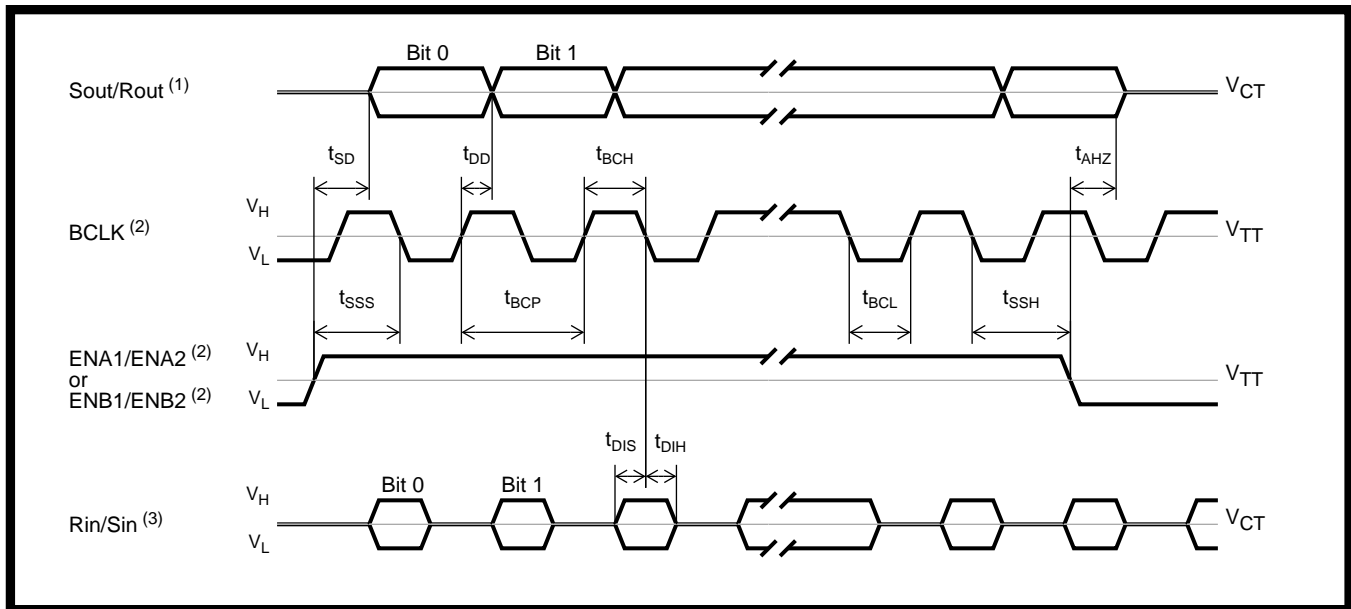 Bit 0 Bit 1
Sout/Rout (1) VCT
tSD tDD tBCH tAHZ
VH
BCLK (2) VTT
VL
tSSS tBCP tBCL tSSH
ENA1/ENA2 (2) VH
or VTT
ENB1/ENB2 (2) VL
tDIS tDIH
Bit 0 Bit 1
VH
Rin/Sin (3) VCT
VL